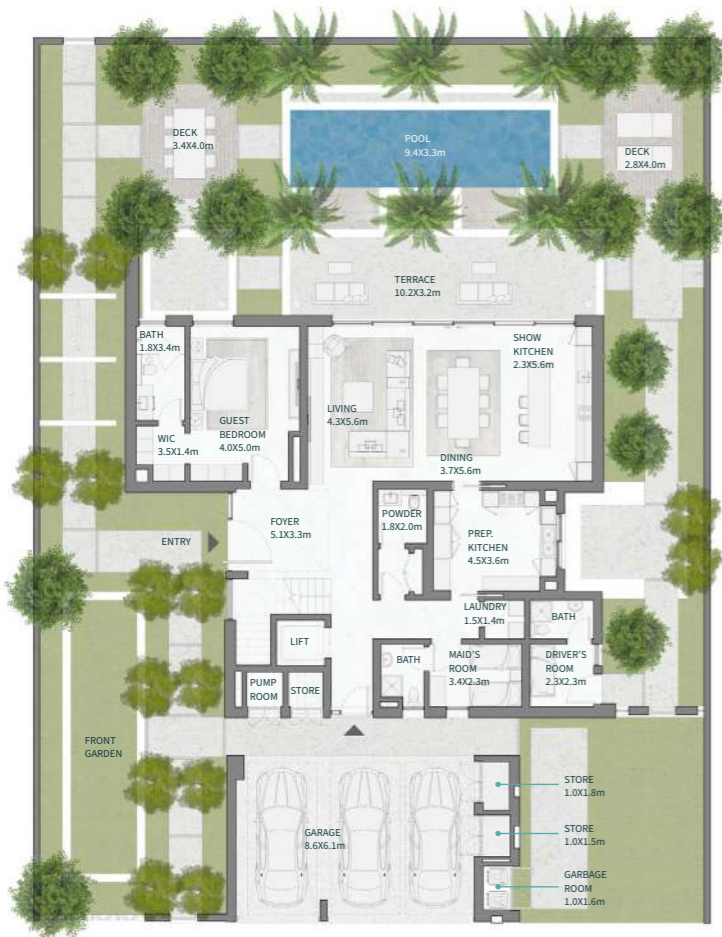 DECK
3.4X4.0m
POOL
9.4X3.3m
DECK
2.8X4.0m
TERRACE
10.2X3.2m
BATH
1.8X3.4m
SHOW
KITCHEN
2.3X5.6m
LIVING
4.3X5.6m
GUEST
BEDROOM
4.0X5.0m
WIC
3.5X1.4m
DINING
3.7X5.6m
POWDER
1.8X2.0m
FOYER
5.1X3.3m
ENTRY
PREP.
KITCHEN
4.5X3.6m
LAUNDRY
1.5X1.4m
BATH
LIFT
BATH
MAID'S
ROOM
3.4X2.3m
DRIVER'S
ROOM
2.3X2.3m
PUMP
ROOM
STORE
FRONT
GARDEN
STORE
1.0X1.8m
GARAGE
8.6X6.1m
STORE
1.0X1.5m
GARBAGE
ROOM
1.0X1.6m